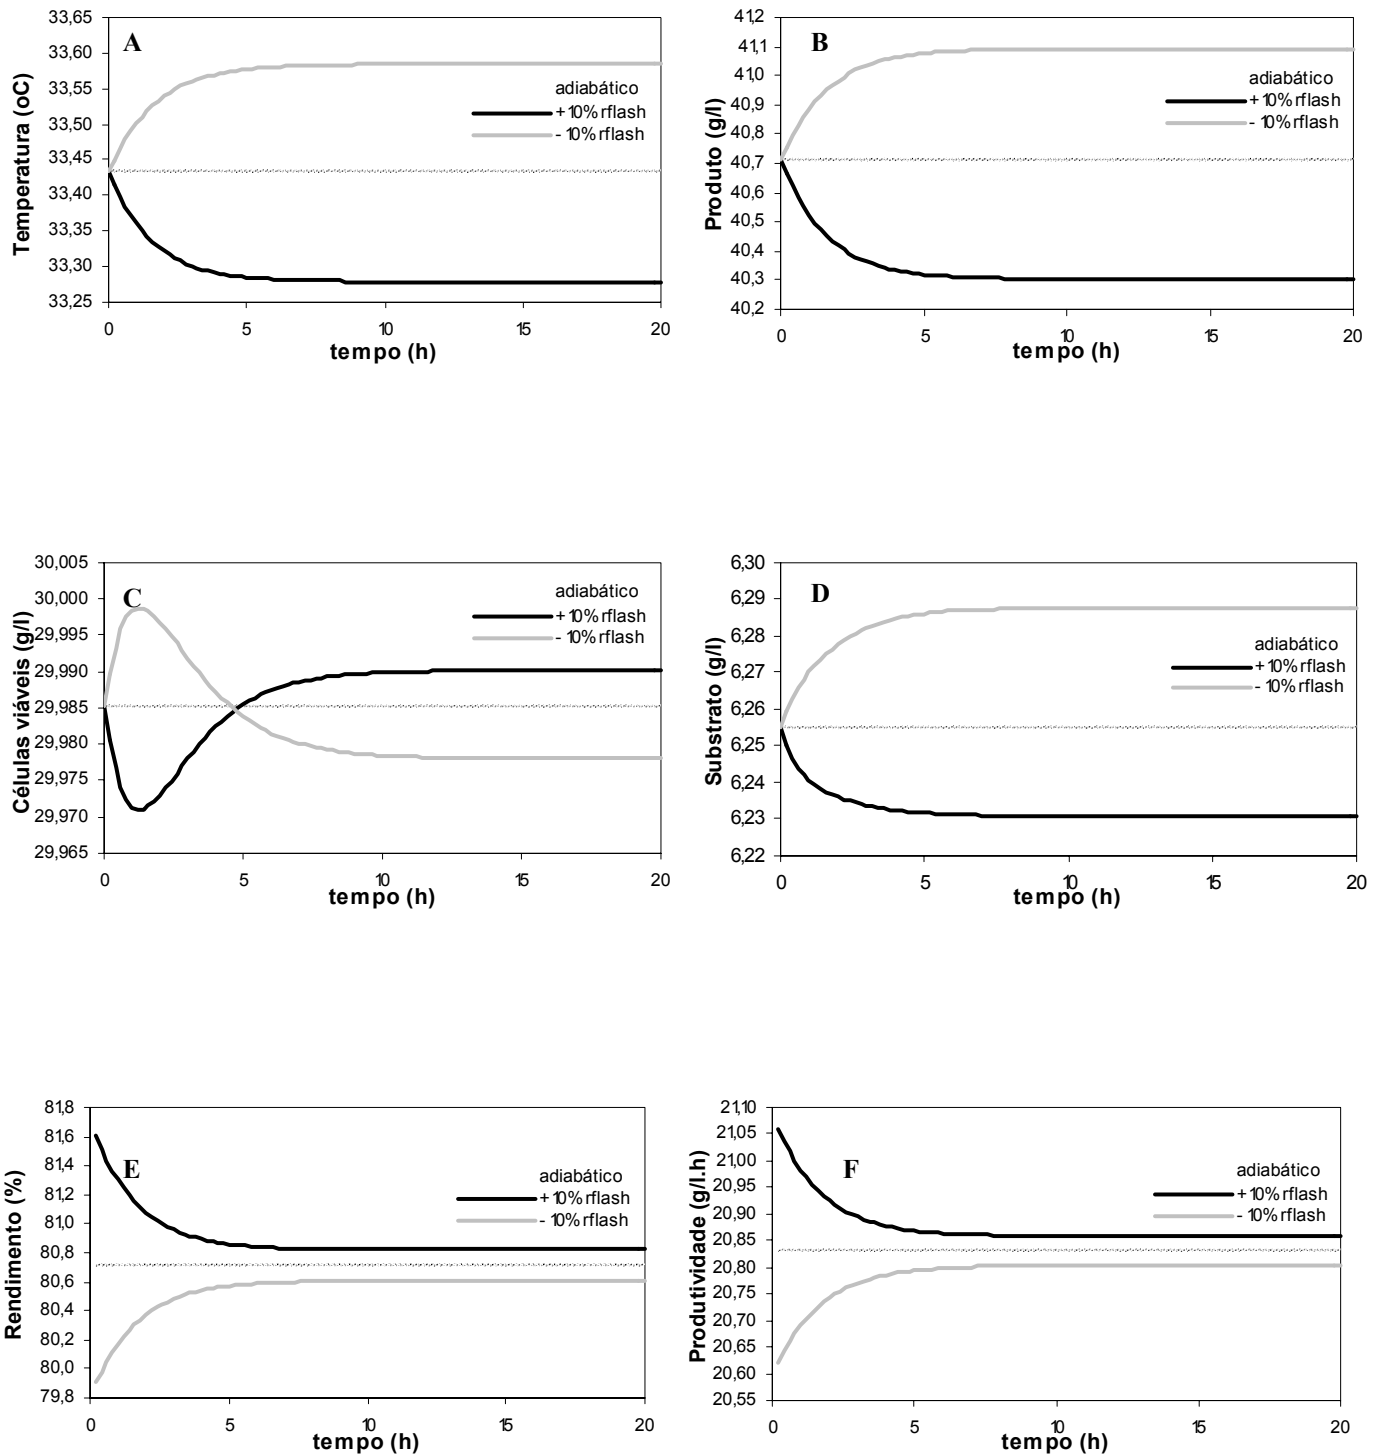 A
Temperatura (oC)
33,65
33,60
33,55
33,50
33,45
33,40
33,35
33,30
33,25
adiabático
+ 10% rflash
- 10% rflash
0 5 10 15 20
tempo (h)
B
Produto (g/l)
41,2
41,1
41,0
40,9
40,8
40,7
40,6
40,5
40,4
40,3
40,2
adiabático
+ 10% rflash
- 10% rflash
0 5 10 15 20
tempo (h)
C
Células viáveis (g/l)
30,005
30,000
29,995
29,990
29,985
29,980
29,975
29,970
29,965
adiabático
+ 10% rflash
- 10% rflash
0 5 10 15 20
tempo (h)
D
Substrato (g/l)
6,30
6,29
6,28
6,27
6,26
6,25
6,24
6,23
6,22
adiabático
+ 10% rflash
- 10% rflash
0 5 10 15 20
tempo (h)
E
Rendimento (%)
81,8
81,6
81,4
81,2
81,0
80,8
80,6
80,4
80,2
80,0
79,8
adiabático
+ 10% rflash
- 10% rflash
0 5 10 15 20
tempo (h)
F
Produtividade (g/l.h)
21,10
21,05
21,00
20,95
20,90
20,85
20,80
20,75
20,70
20,65
20,60
20,55
adiabático
+ 10% rflash
- 10% rflash
0 5 10 15 20
tempo (h)